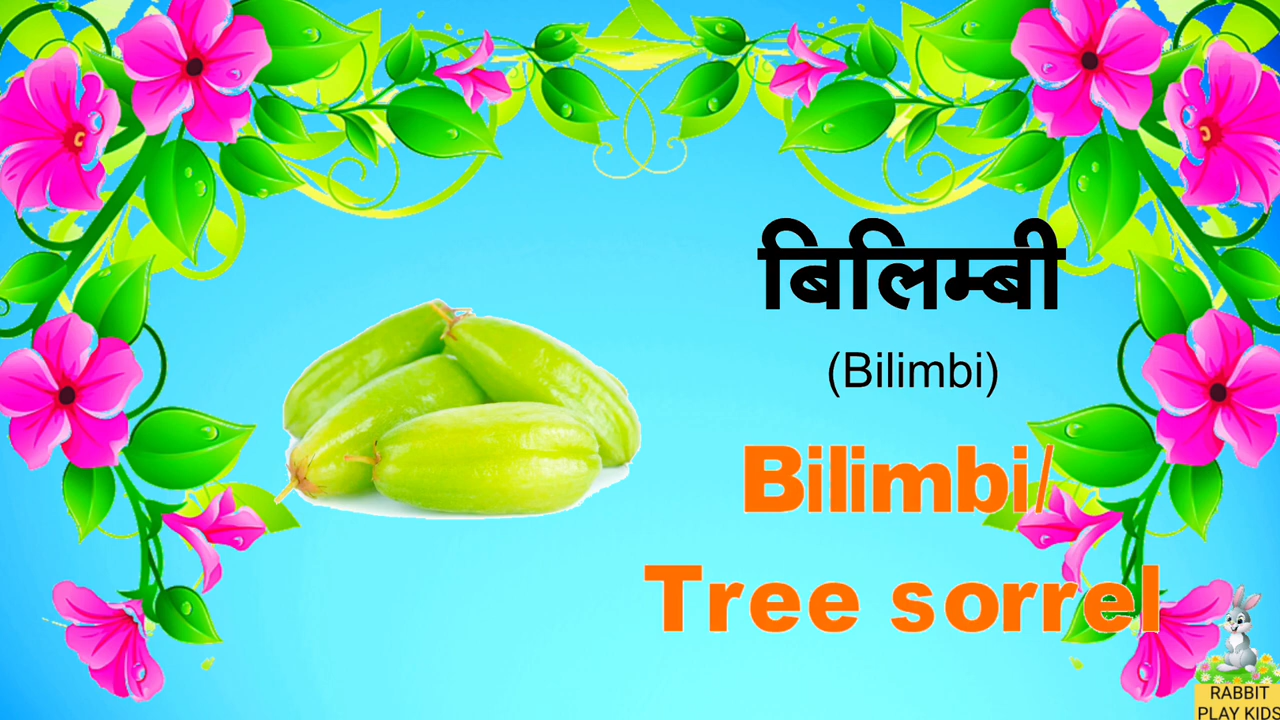 बिलिम्बी
(Bilimbi)
Bilimbi/
Tree sorrel
RABBIT
PLAY KIDS